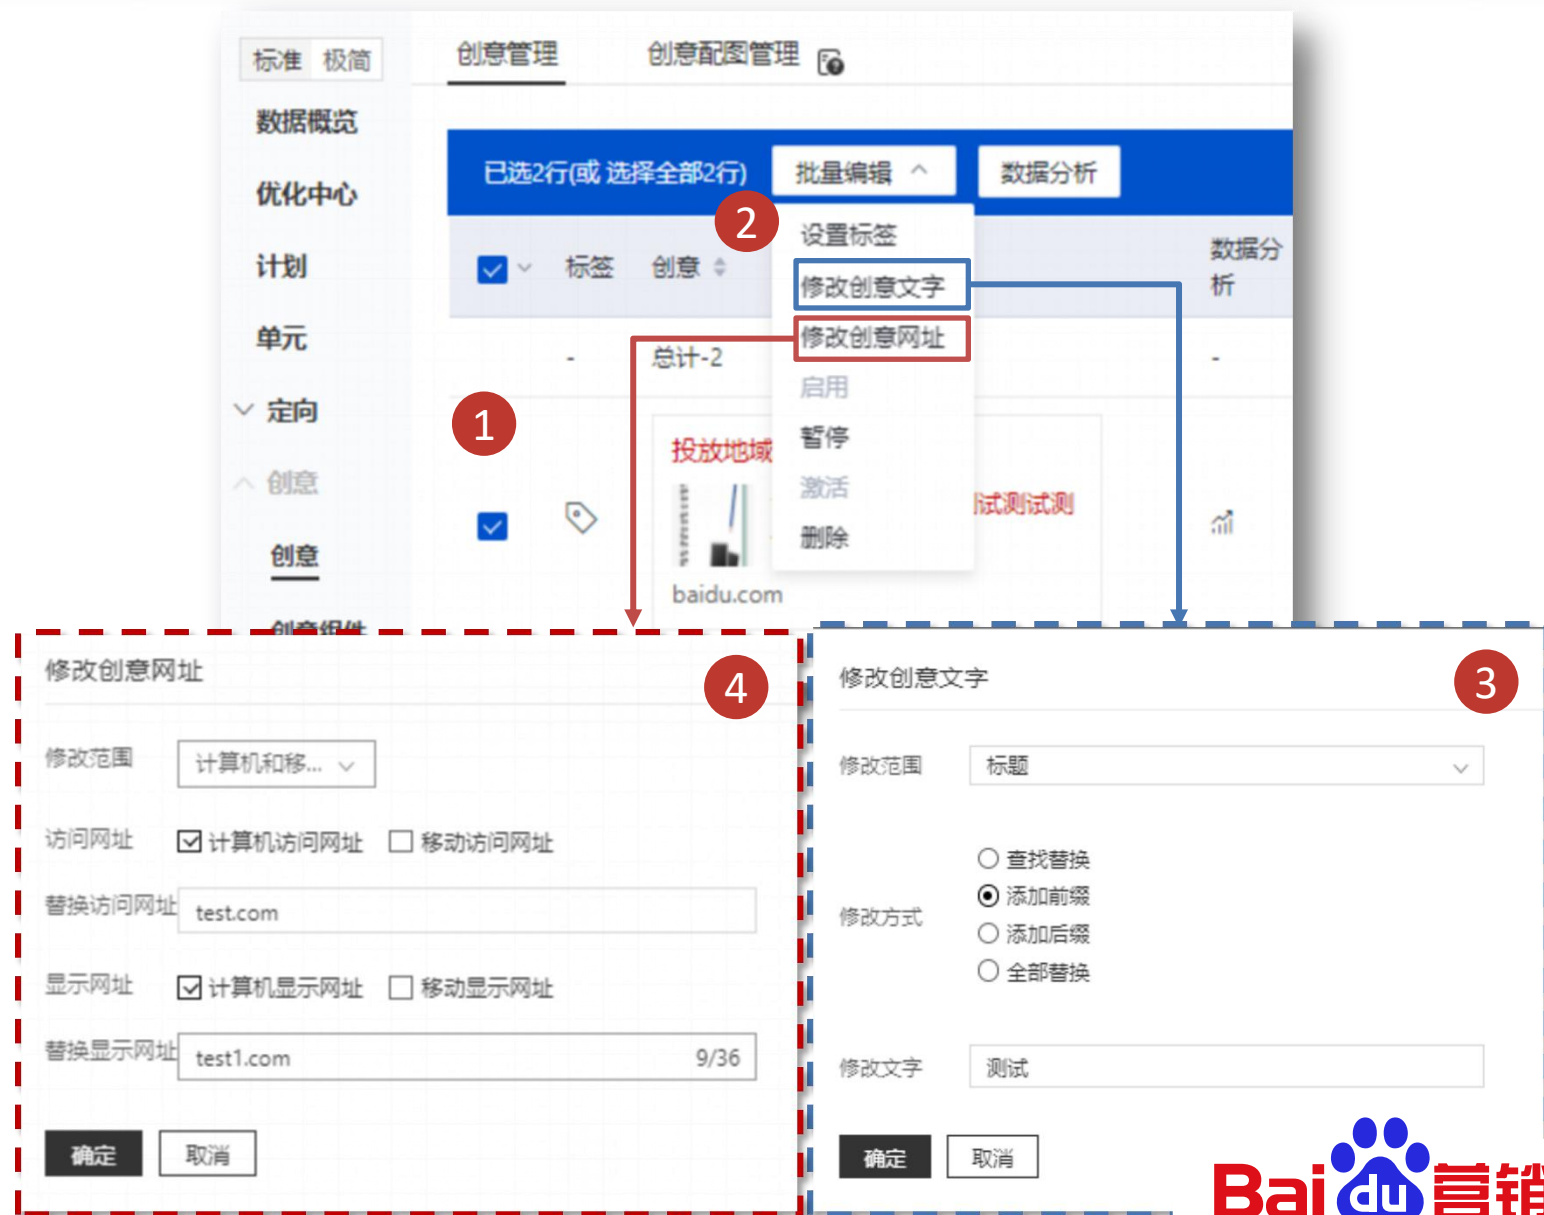 标准 极简
创意管理 创意配图管理
数据概览
优化中心
计划
单元
定向
创意
创意
创意组件
已选2行(或 选择全部2行) 批量编辑 数据分析
2
设置标签
修改创意文字
修改创意网址
启用
暂停
激活
删除
标签 创意 数据分
析
- 总计-2 -
1
投放地域
试测试测
baidu.com
修改创意网址
4
修改范围 计算机和移...
访问网址 计算机访问网址 移动访问网址
替换访问网址 test.com
显示网址 计算机显示网址 移动显示网址
替换显示网址 test1.com 9/36
确定 取消
修改创意文字
3
修改范围 标题
修改方式
查找替换
添加前缀
添加后缀
全部替换
修改文字 测试
确定 取消
Bai du 营销